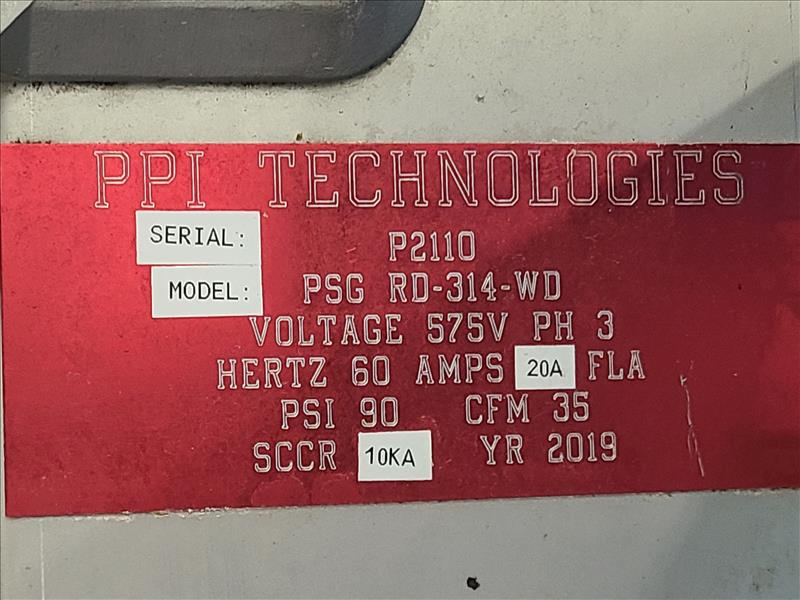 PPI TECHNOLOGIES
SERIAL: P2110
MODEL: PSG RD-314-WD
VOLTAGE 575V PH 3
HERTZ 60 AMPS 20A FLA
PSI 90 CFM 35
SCCR 10KA YR 2019